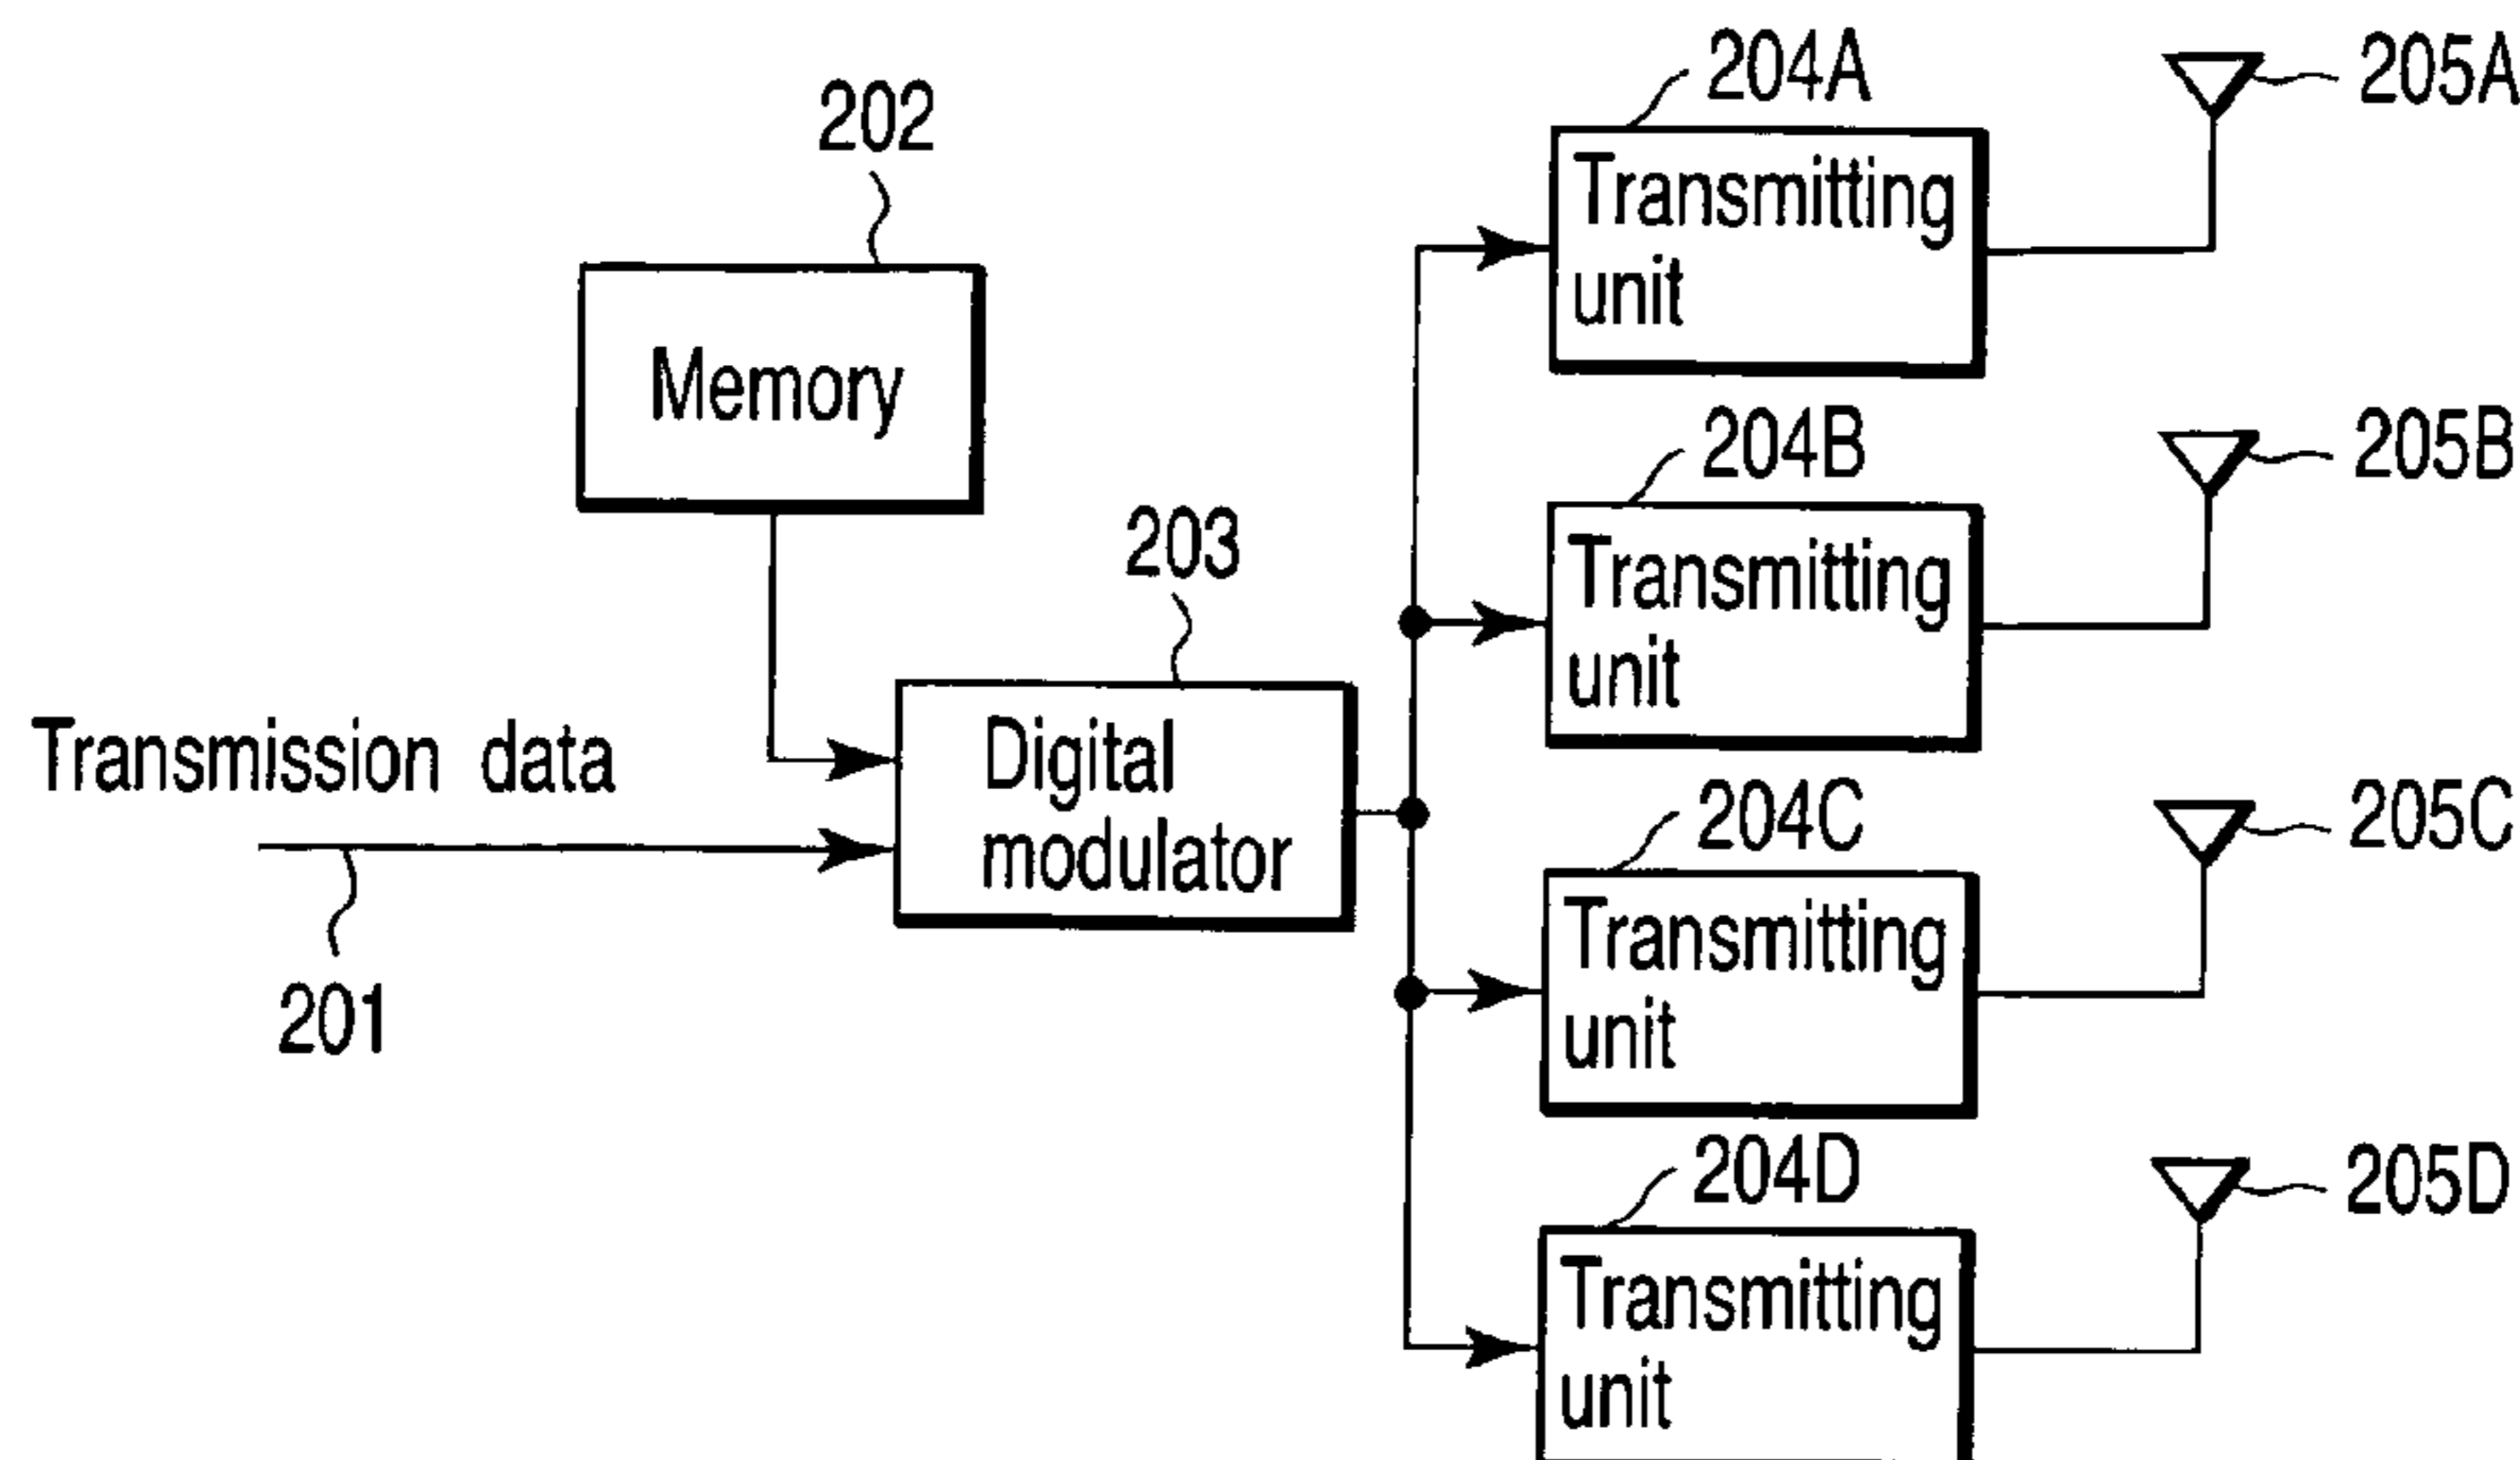 204A
205A
202
Transmitting
unit
Memory
204B
205B
203
Transmitting
unit
Transmission data
Digital
modulator
204C
205C
Transmitting
unit
201
204D
205D
Transmitting
unit